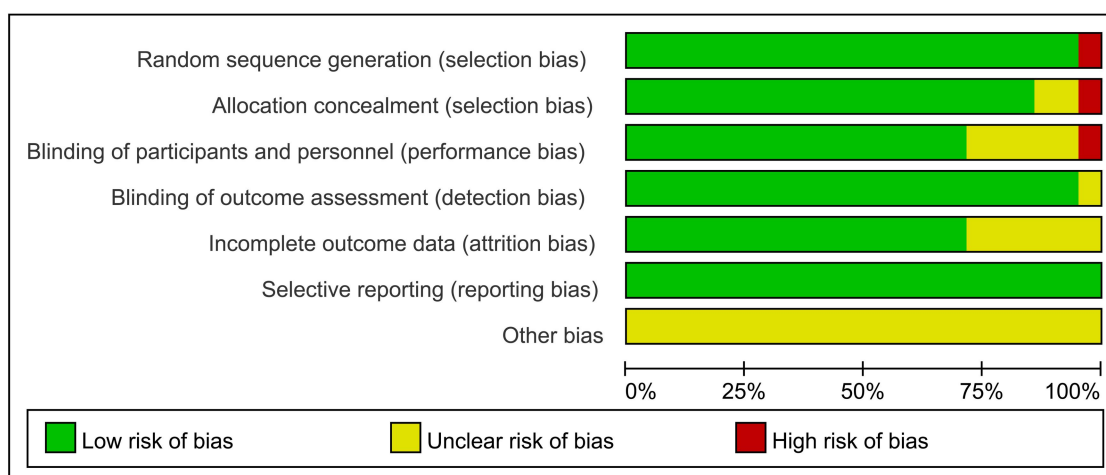 Random sequence generation (selection bias)
Allocation concealment (selection bias)
Blinding of participants and personnel (performance bias)
Blinding of outcome assessment (detection bias)
Incomplete outcome data (attrition bias)
Selective reporting (reporting bias)
Other bias
0% 25% 50% 75% 100%
Low risk of bias Unclear risk of bias High risk of bias